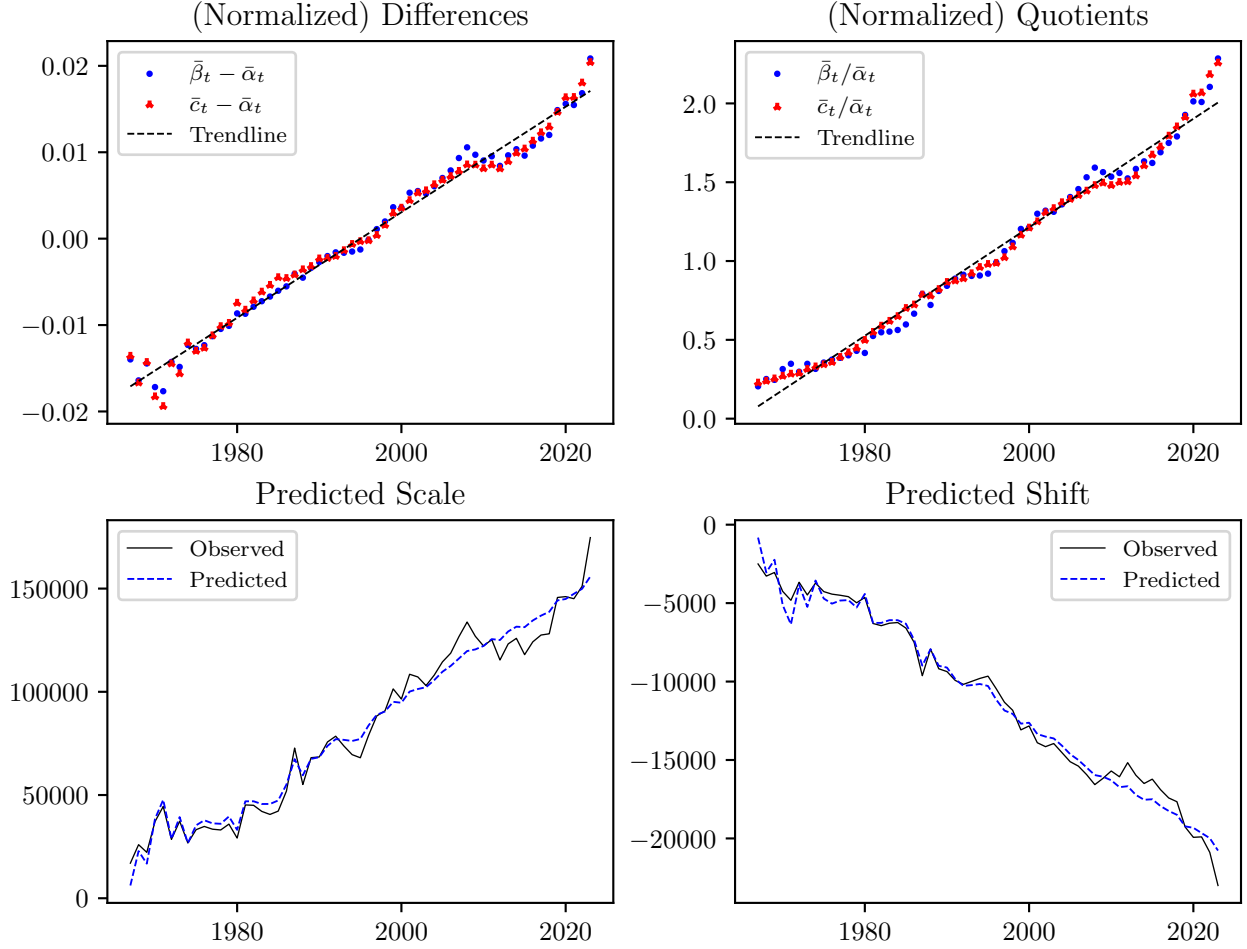 (Normalized) Differences
β̄ₜ − ᾱₜ
c̄ₜ − ᾱₜ
Trendline
0.02
0.01
0.00
−0.01
−0.02
1980
2000
2020
(Normalized) Quotients
β̄ₜ/ᾱₜ
c̄ₜ/ᾱₜ
Trendline
2.0
1.5
1.0
0.5
0.0
1980
2000
2020
Predicted Scale
Observed
Predicted
150000
100000
50000
0
1980
2000
2020
Predicted Shift
Observed
Predicted
0
−5000
−10000
−15000
−20000
1980
2000
2020